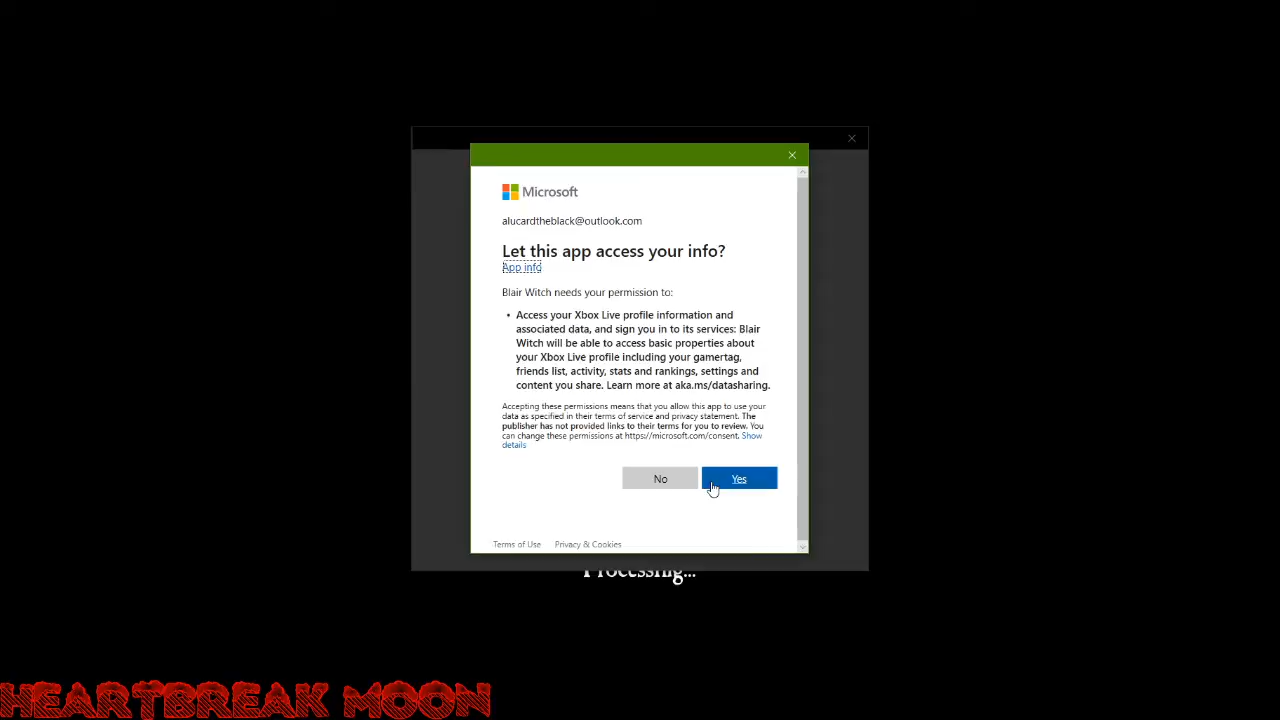 Microsoft
alucardtheblack@outlook.com
Let this app access your info?
App info
Blair Witch needs your permission to:
• Access your Xbox Live profile information and
associated data, and sign you in to its services: Blair
Witch will be able to access basic properties about
your Xbox Live profile including your gamertag,
friends list, activity, stats and rankings, settings and
content you share. Learn more at aka.ms/datasharing.
Accepting these permissions means that you allow this app to use your
data as specified in their terms of service and privacy statement. The
publisher has not provided links to their terms for you to review. You
can change these permissions at https://microsoft.com/consent. Show
details
No
Yes
Terms of Use
Privacy & Cookies
Processing...
HEARTBREAK MOON